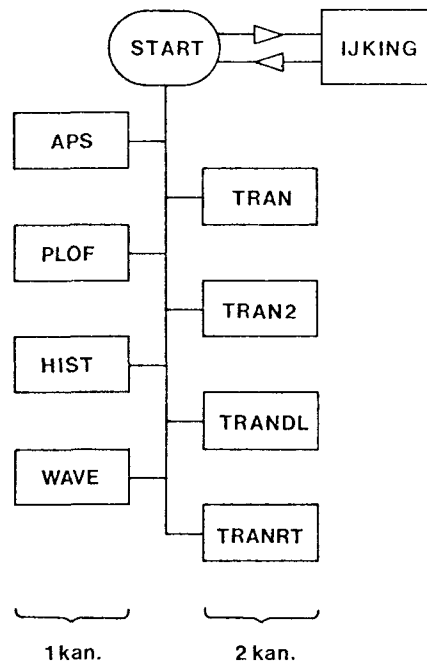 START
IJKING
APS
TRAN
PLOF
TRAN2
HIST
TRANDL
WAVE
TRANRT
1 kan.
2 kan.